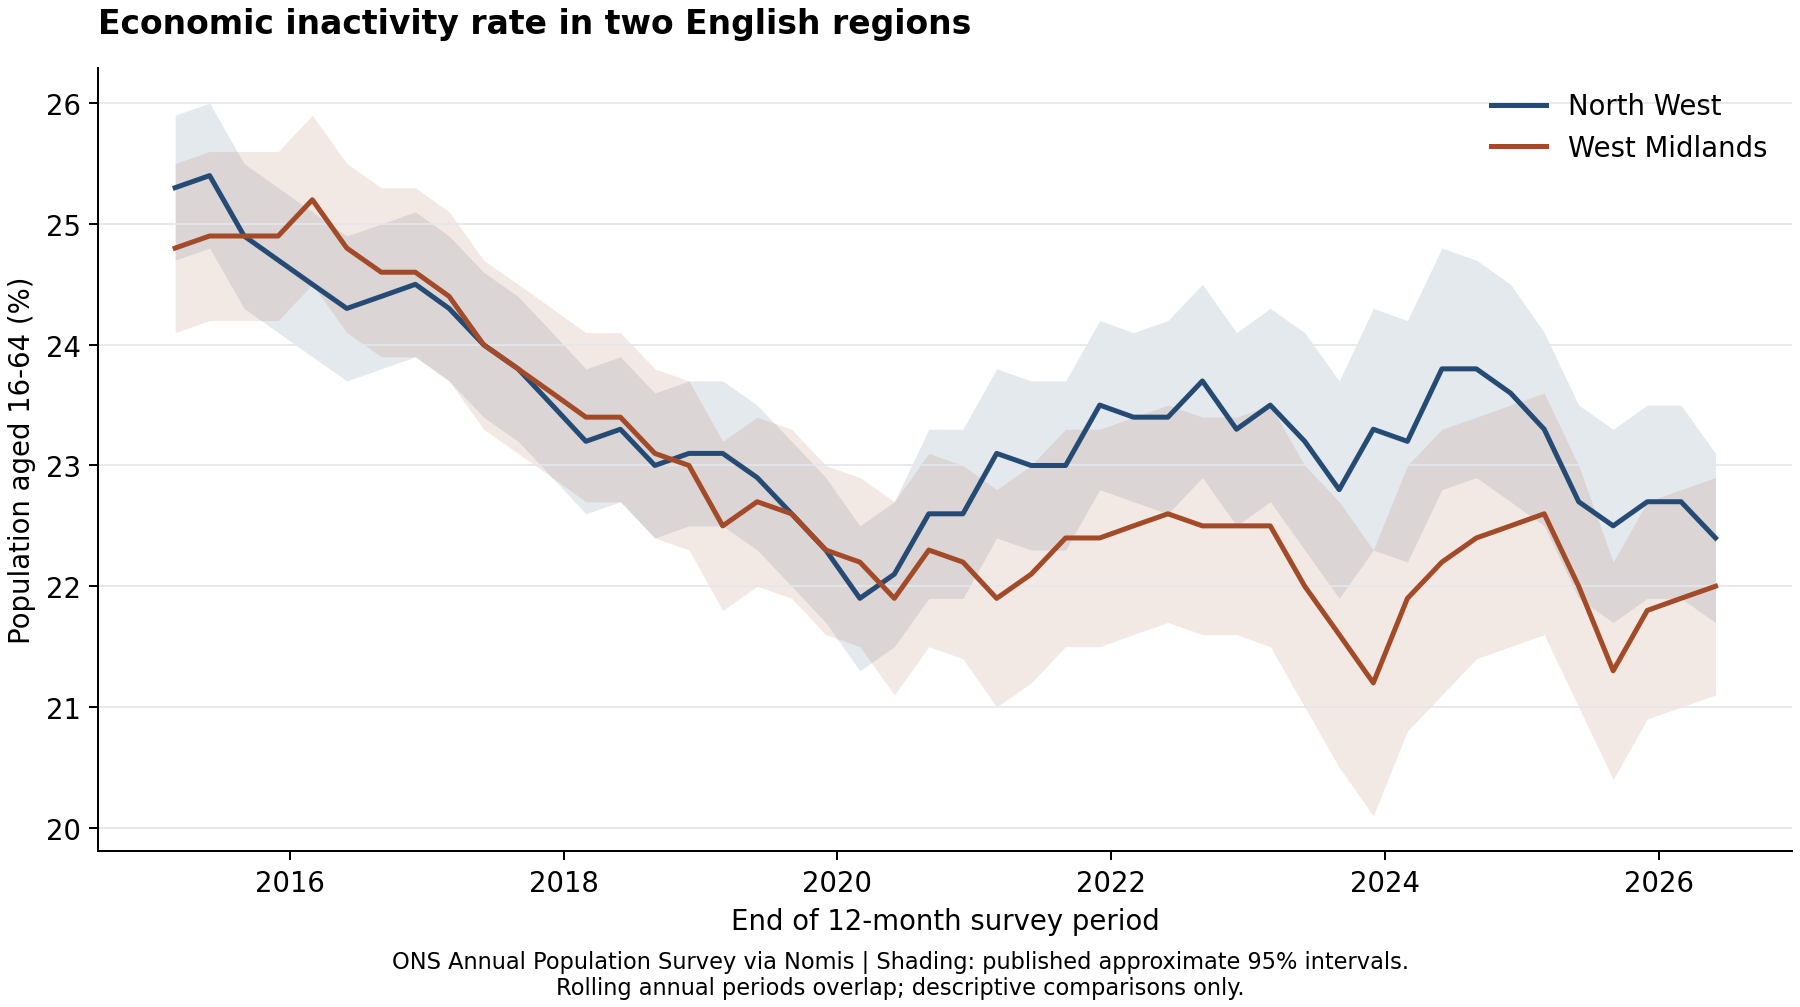 Economic inactivity rate in two English regions
North West
West Midlands
Population aged 16-64 (%)
26
25
24
23
22
21
20
2016
2018
2020
2022
2024
2026
End of 12-month survey period
ONS Annual Population Survey via Nomis | Shading: published approximate 95% intervals.
Rolling annual periods overlap; descriptive comparisons only.